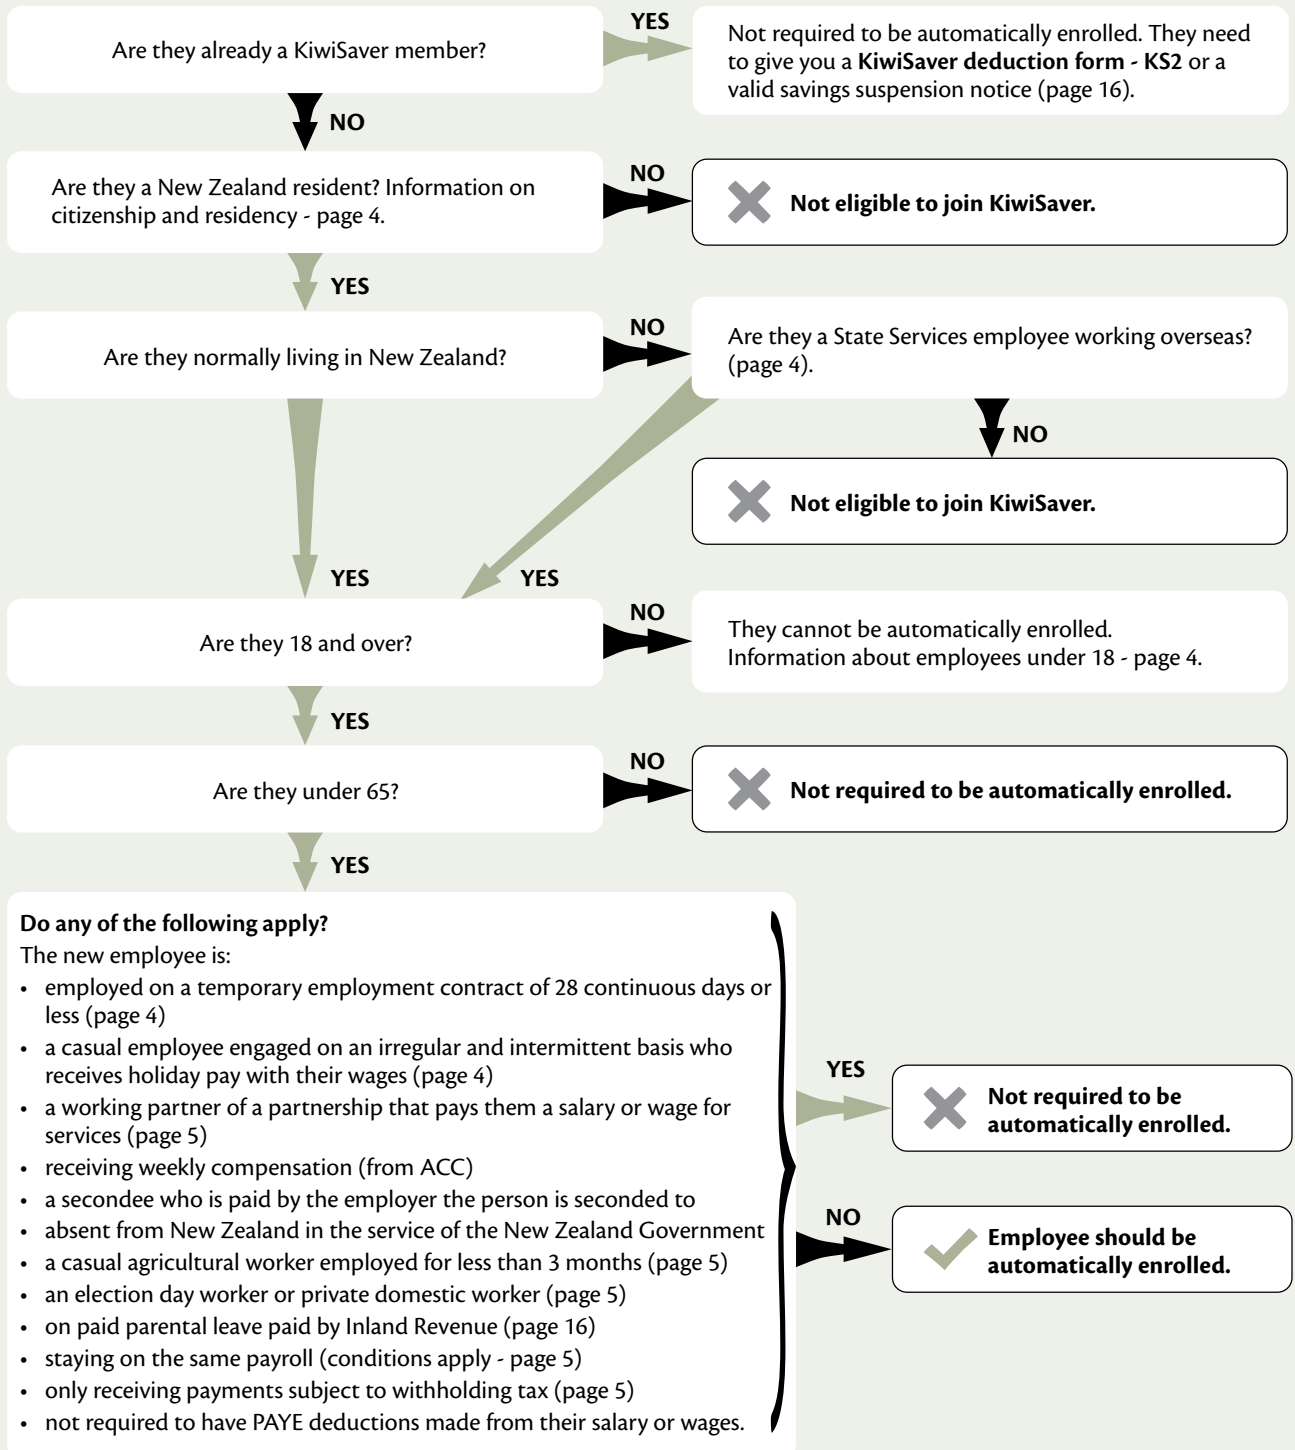 Are they already a KiwiSaver member?
YES
Not required to be automatically enrolled. They need
to give you a KiwiSaver deduction form - KS2 or a
valid savings suspension notice (page 16).
NO
Are they a New Zealand resident? Information on
citizenship and residency - page 4.
NO
Not eligible to join KiwiSaver.
YES
Are they normally living in New Zealand?
NO
Are they a State Services employee working overseas?
(page 4).
NO
Not eligible to join KiwiSaver.
YES
YES
Are they 18 and over?
NO
They cannot be automatically enrolled.
Information about employees under 18 - page 4.
YES
Are they under 65?
NO
Not required to be automatically enrolled.
YES
Do any of the following apply?
The new employee is:
• employed on a temporary employment contract of 28 continuous days or
less (page 4)
• a casual employee engaged on an irregular and intermittent basis who
receives holiday pay with their wages (page 4)
• a working partner of a partnership that pays them a salary or wage for
services (page 5)
• receiving weekly compensation (from ACC)
• a secondee who is paid by the employer the person is seconded to
• absent from New Zealand in the service of the New Zealand Government
• a casual agricultural worker employed for less than 3 months (page 5)
• an election day worker or private domestic worker (page 5)
• on paid parental leave paid by Inland Revenue (page 16)
• staying on the same payroll (conditions apply - page 5)
• only receiving payments subject to withholding tax (page 5)
• not required to have PAYE deductions made from their salary or wages.
YES
Not required to be
automatically enrolled.
NO
Employee should be
automatically enrolled.